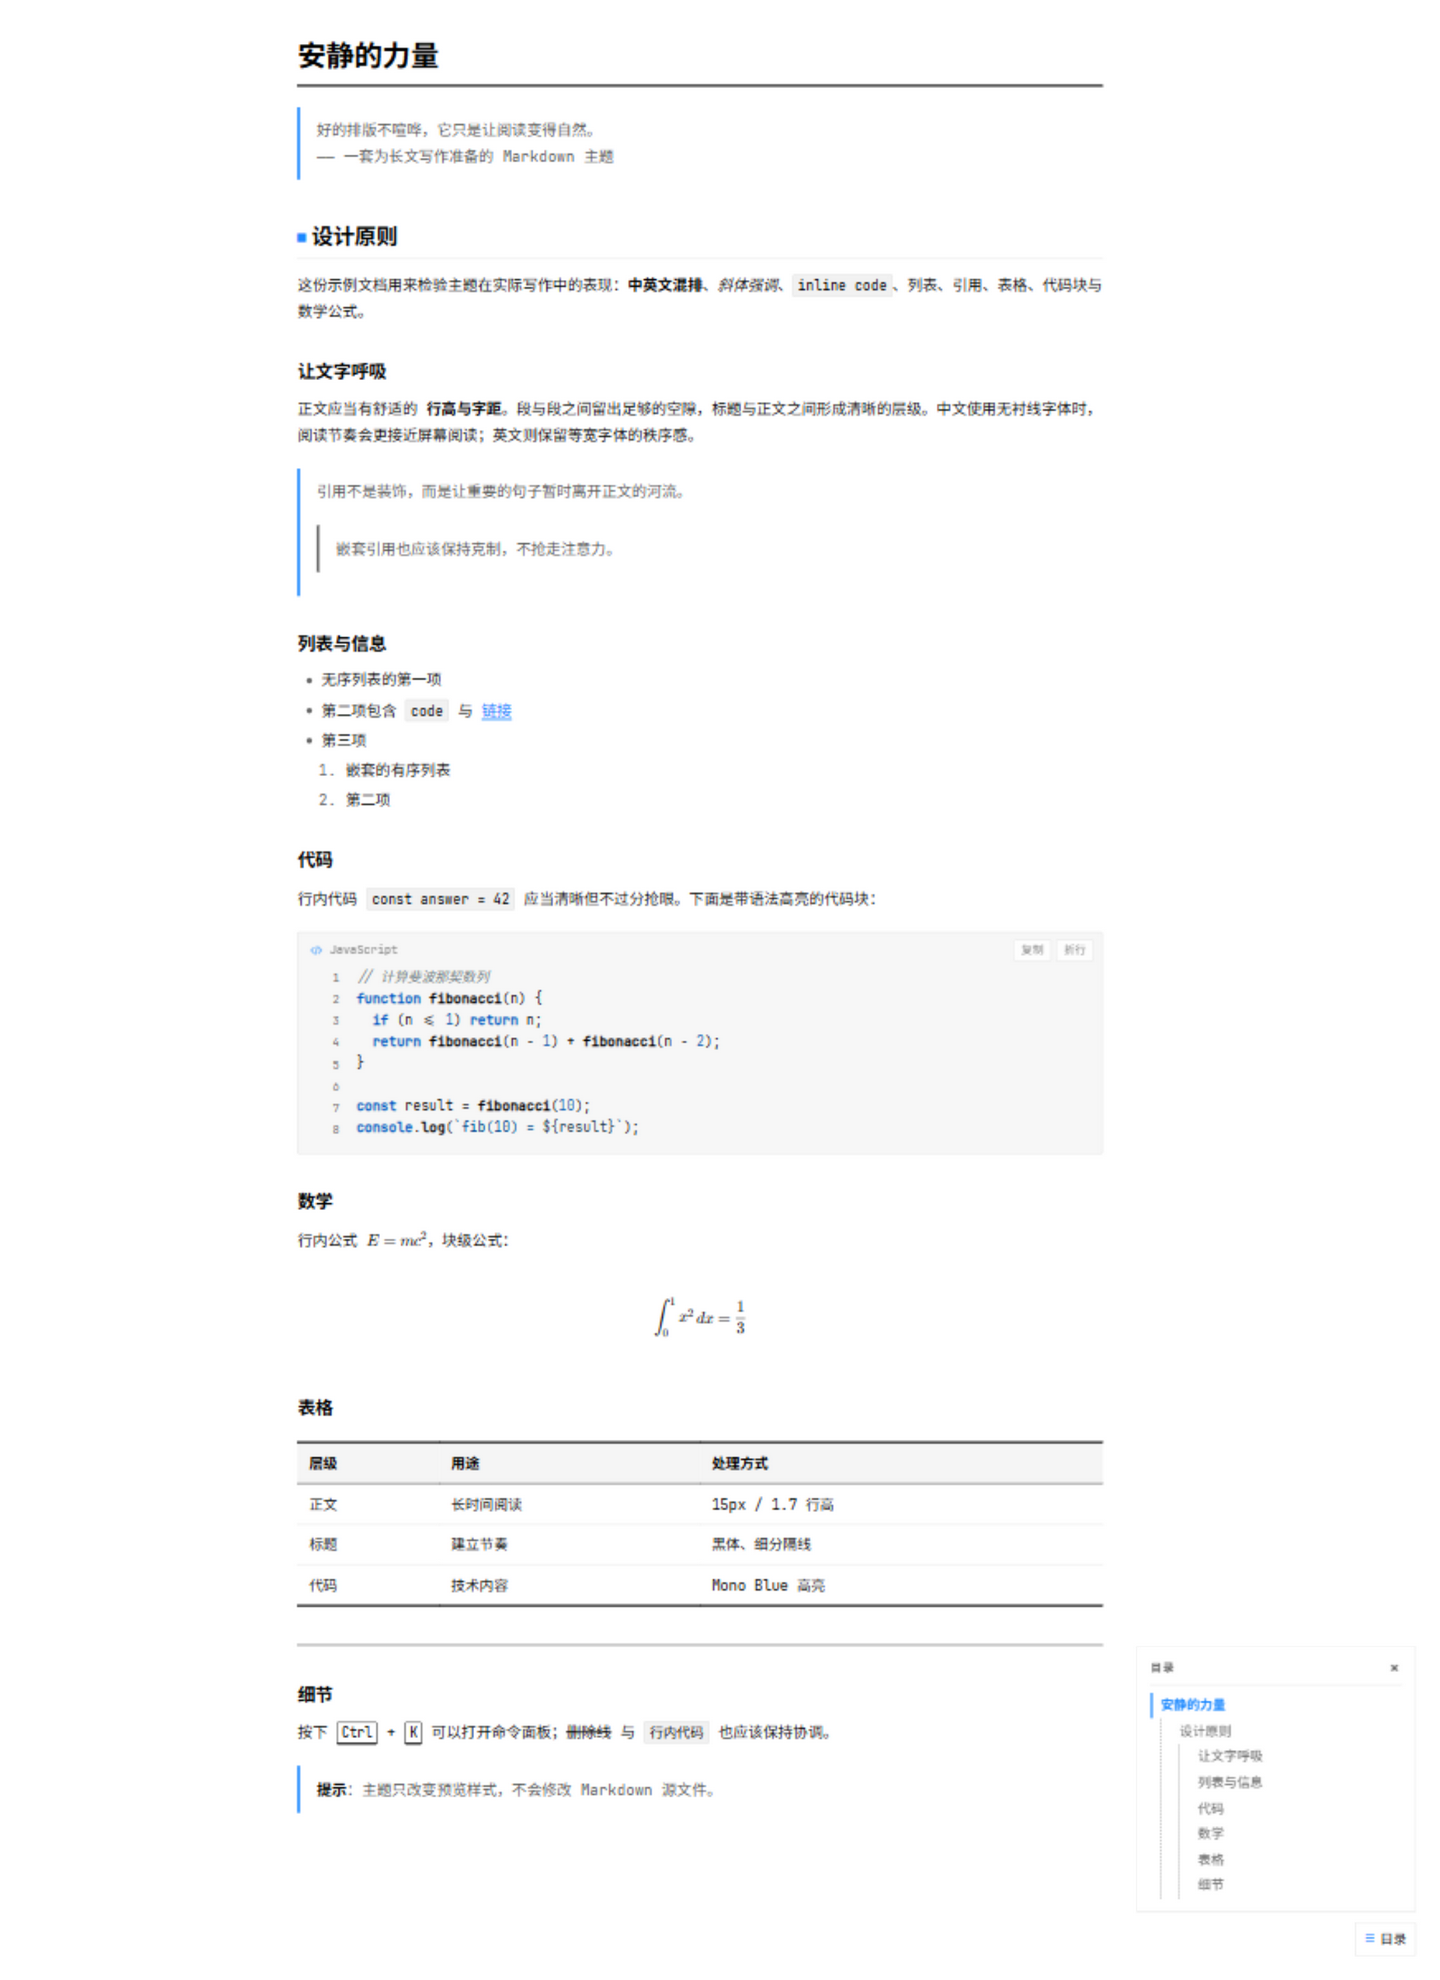 安静的力量
好的排版不喧哗，它只是让阅读变得自然。
—— 一套为长文写作准备的 Markdown 主题
设计原则
这份示例文档用来检验主题在实际写作中的表现：中英文混排、斜体强调、inline code、列表、引用、表格、代码块与
数学公式。
让文字呼吸
正文应当有舒适的 行高与字距。段与段之间留出足够的空隙，标题与正文之间形成清晰的层级。中文使用无衬线字体时，
阅读节奏会更接近屏幕阅读；英文则保留等宽字体的秩序感。
引用不是装饰，而是让重要的句子暂时离开正文的河流。
嵌套引用也应该保持克制，不抢走注意力。
列表与信息
• 无序列表的第一项
• 第二项包含 code 与 链接
• 第三项
1. 嵌套的有序列表
2. 第二项
代码
行内代码 const answer = 42 应当清晰但不过分抢眼。下面是带语法高亮的代码块：
</> JavaScript 复制 折行
1 // 计算斐波那契数列
2 function fibonacci(n) {
3 if (n ≤ 1) return n;
4 return fibonacci(n - 1) + fibonacci(n - 2);
5 }
6
7 const result = fibonacci(10);
8 console.log(`fib(10) = ${result}`);
数学
行内公式 E = mc²，块级公式：
∫₀¹ x² dx = 1/3
表格
层级 用途 处理方式
正文 长时间阅读 15px / 1.7 行高
标题 建立节奏 黑体、细分隔线
代码 技术内容 Mono Blue 高亮
细节
按下 Ctrl + K 可以打开命令面板；删除线 与 行内代码 也应该保持协调。
提示：主题只改变预览样式，不会修改 Markdown 源文件。
目录 ×
安静的力量
设计原则
让文字呼吸
列表与信息
代码
数学
表格
细节
☰ 目录